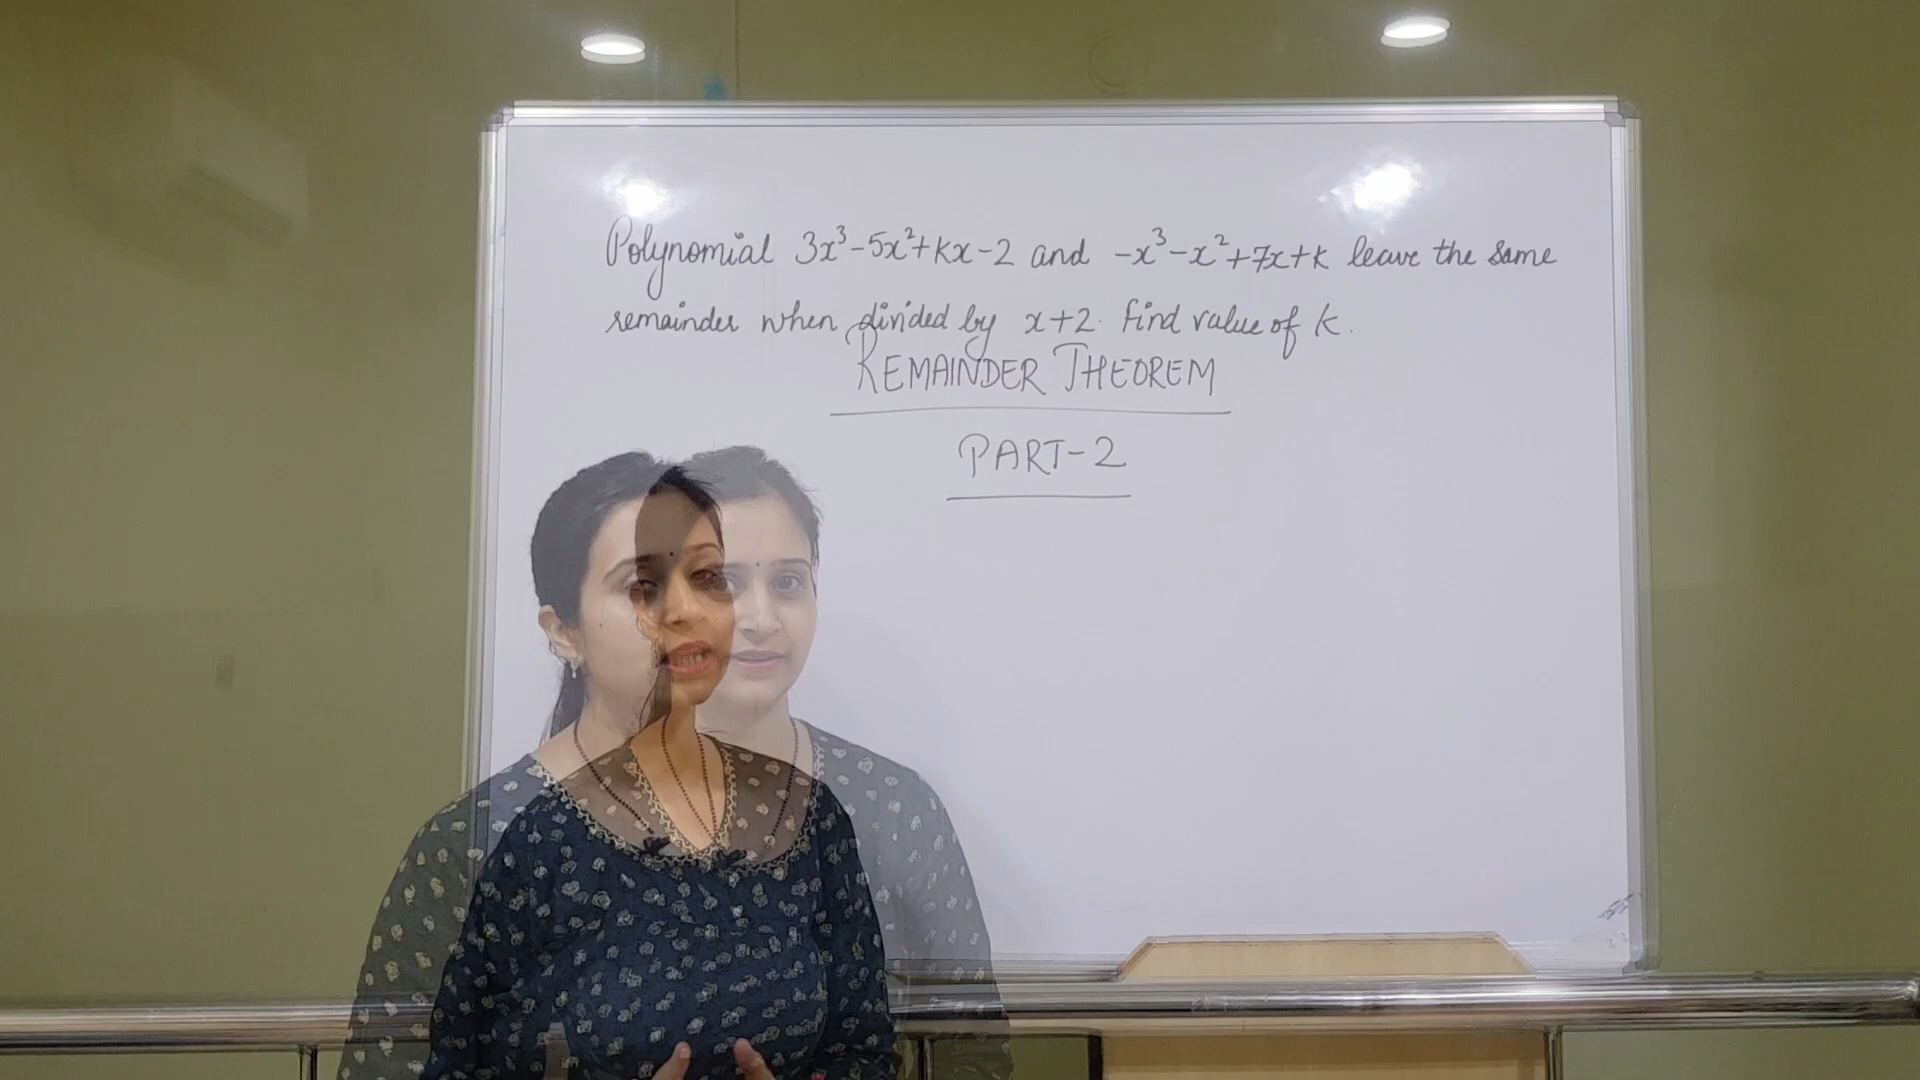 Polynomial 3x³-5x²+kx-2 and -x³-x²+7x+k leave the same
remainder when divided by x+2. find value of k.
REMAINDER THEOREM
PART-2